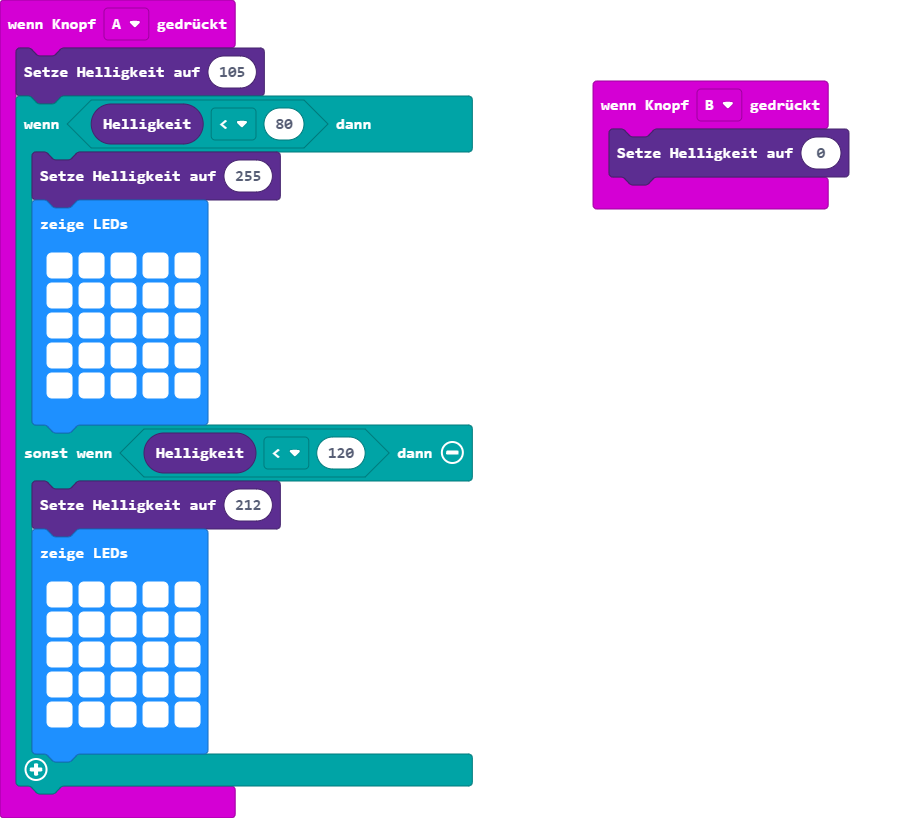 wenn Knopf A gedrückt
Setze Helligkeit auf 105
wenn Helligkeit < 80 dann
Setze Helligkeit auf 255
zeige LEDs
sonst wenn Helligkeit < 120 dann
Setze Helligkeit auf 212
zeige LEDs
wenn Knopf B gedrückt
Setze Helligkeit auf 0